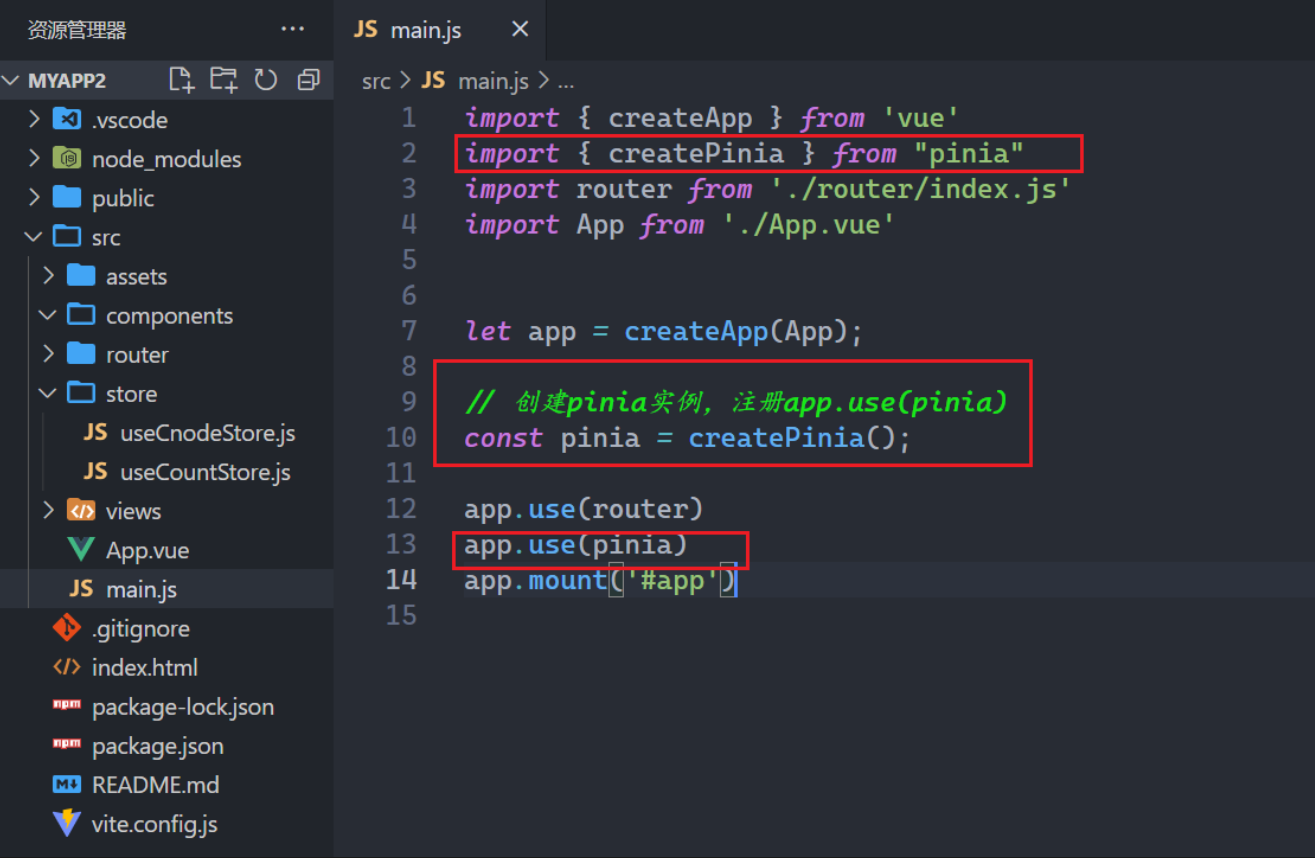 资源管理器
MYAPP2
.vscode
node_modules
public
src
assets
components
router
store
JS useCnodeStore.js
JS useCountStore.js
views
App.vue
JS main.js
.gitignore
index.html
npm package-lock.json
npm package.json
README.md
vite.config.js
JS main.js
src > JS main.js > ...
1 import { createApp } from 'vue'
2 import { createPinia } from "pinia"
3 import router from './router/index.js'
4 import App from './App.vue'
5
6
7 let app = createApp(App);
8
9 // 创建pinia实例，注册app.use(pinia)
10 const pinia = createPinia();
11
12 app.use(router)
13 app.use(pinia)
14 app.mount('#app')
15